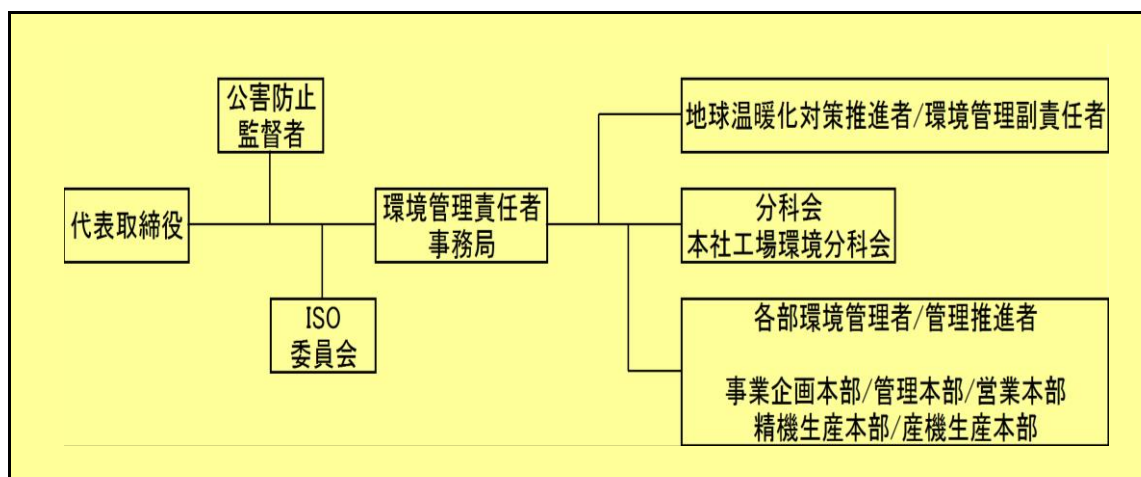 公害防止
監督者
代表取締役
ISO
委員会
環境管理責任者
事務局
地球温暖化対策推進者/環境管理副責任者
分科会
本社工場環境分科会
各部環境管理者/管理推進者
事業企画本部/管理本部/営業本部
精機生産本部/産機生産本部